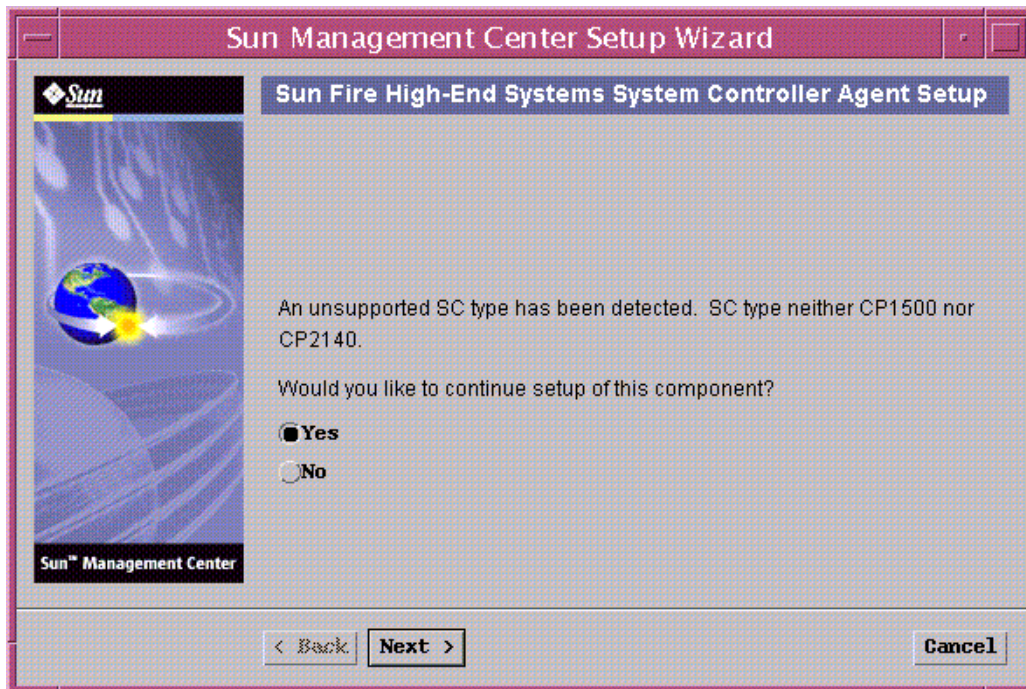 Sun Management Center Setup Wizard
Sun
Sun Fire High-End Systems System Controller Agent Setup
An unsupported SC type has been detected. SC type neither CP1500 nor
CP2140.
Would you like to continue setup of this component?
Yes
No
Sun™ Management Center
< Back
Next >
Cancel